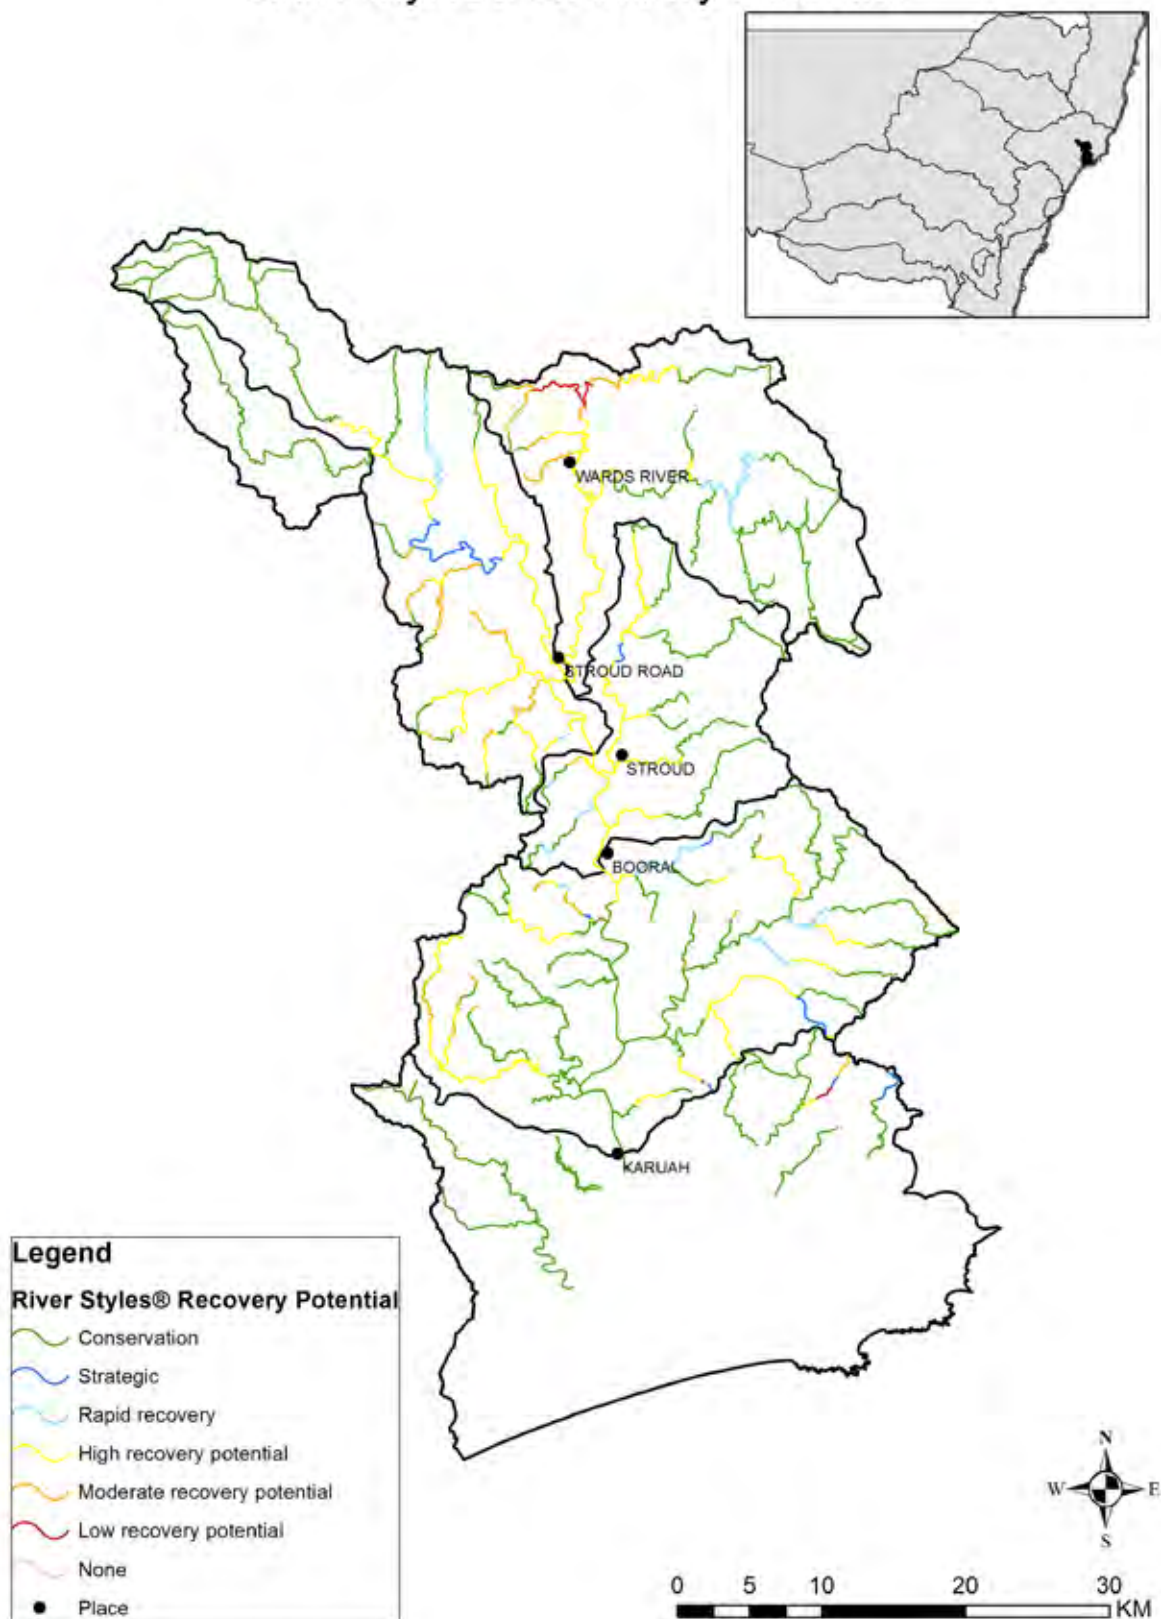 WARDS RIVER
STROUD ROAD
STROUD
BOORAL
KARUAH
Legend
River Styles® Recovery Potential
Conservation
Strategic
Rapid recovery
High recovery potential
Moderate recovery potential
Low recovery potential
None
Place
N
W E
S
0 5 10 20 30
KM